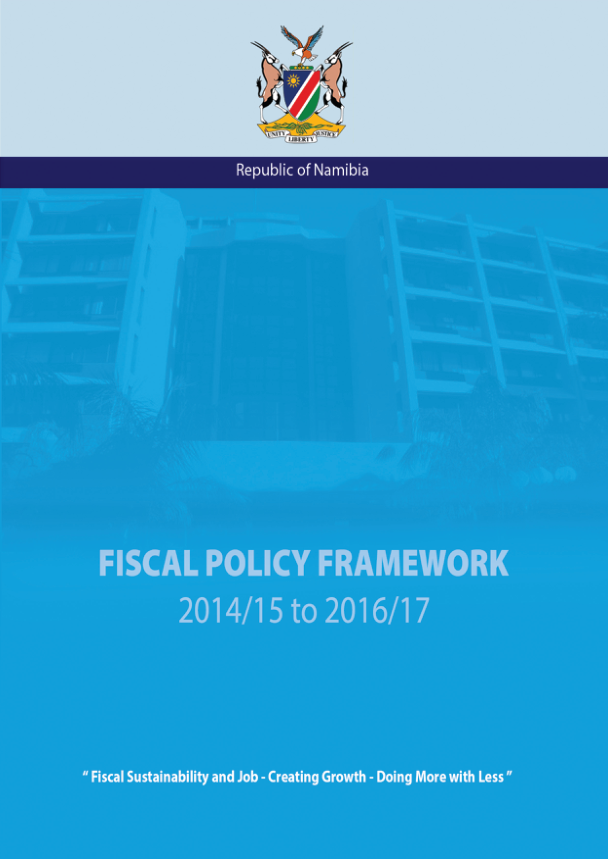 UNITY LIBERTY JUSTICE
Republic of Namibia
FISCAL POLICY FRAMEWORK
2014/15 to 2016/17
“ Fiscal Sustainability and Job - Creating Growth - Doing More with Less ”